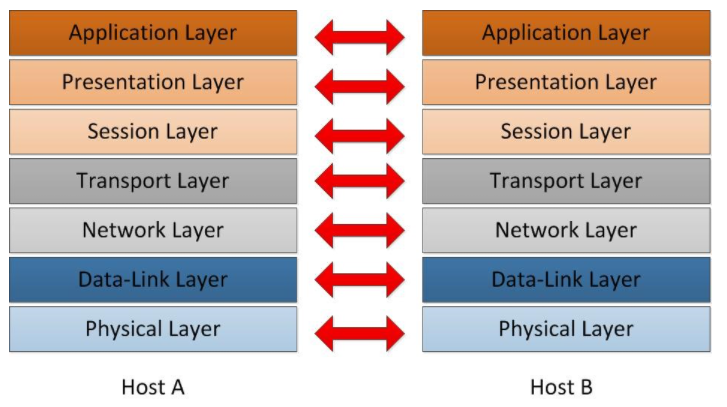 Application Layer
Presentation Layer
Session Layer
Transport Layer
Network Layer
Data-Link Layer
Physical Layer
Host A
Application Layer
Presentation Layer
Session Layer
Transport Layer
Network Layer
Data-Link Layer
Physical Layer
Host B